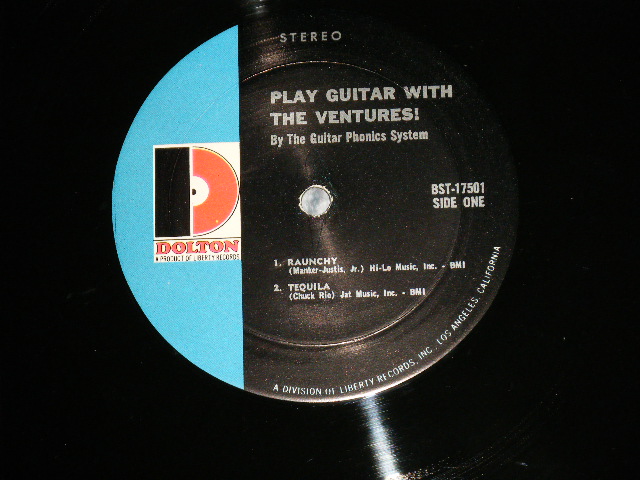 STEREO
PLAY GUITAR WITH
THE VENTURES!
By The Guitar Phonics System
BST-17501
SIDE ONE
DOLTON
A PRODUCT OF LIBERTY RECORDS
1. RAUNCHY
(Manker-Justis, Jr.) Hi-Lo Music, Inc. - BMI
2. TEQUILA
(Chuck Rio) Jat Music, Inc. - BMI
A DIVISION OF LIBERTY RECORDS, INC., LOS ANGELES, CALIFORNIA